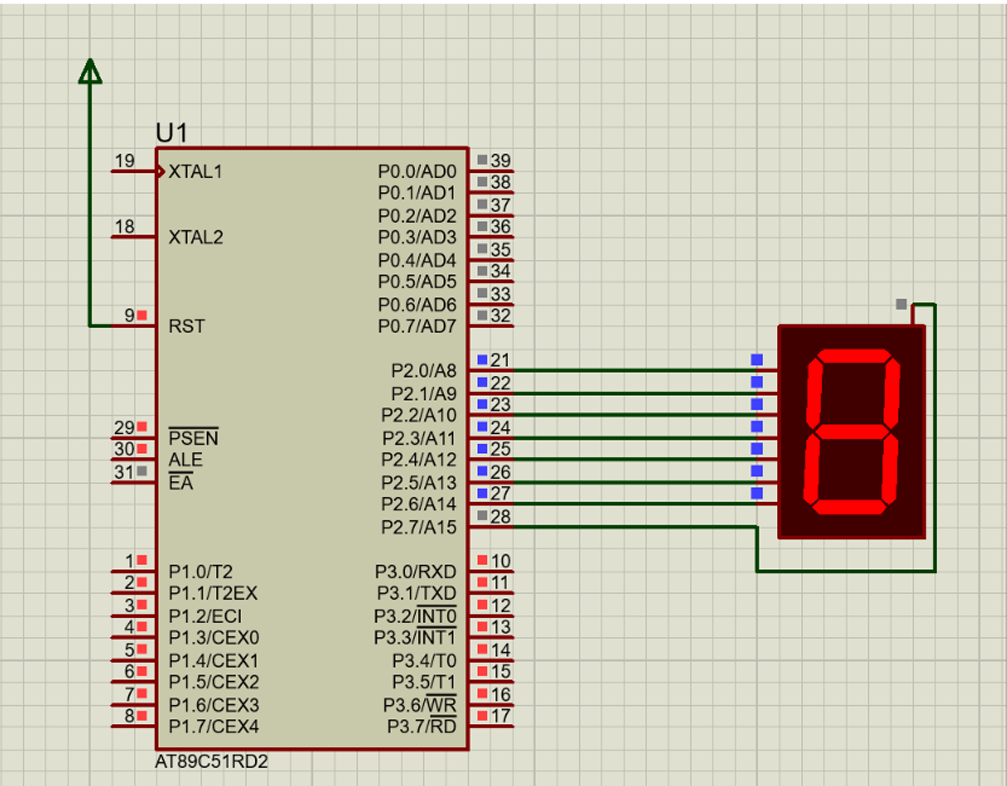 U1
19 XTAL1
18 XTAL2
9 RST
29 PSEN
30 ALE
31 EA
1 P1.0/T2
2 P1.1/T2EX
3 P1.2/ECI
4 P1.3/CEX0
5 P1.4/CEX1
6 P1.5/CEX2
7 P1.6/CEX3
8 P1.7/CEX4
P0.0/AD0 39
P0.1/AD1 38
P0.2/AD2 37
P0.3/AD3 36
P0.4/AD4 35
P0.5/AD5 34
P0.6/AD6 33
P0.7/AD7 32
P2.0/A8 21
P2.1/A9 22
P2.2/A10 23
P2.3/A11 24
P2.4/A12 25
P2.5/A13 26
P2.6/A14 27
P2.7/A15 28
P3.0/RXD 10
P3.1/TXD 11
P3.2/INT0 12
P3.3/INT1 13
P3.4/T0 14
P3.5/T1 15
P3.6/WR 16
P3.7/RD 17
AT89C51RD2
8